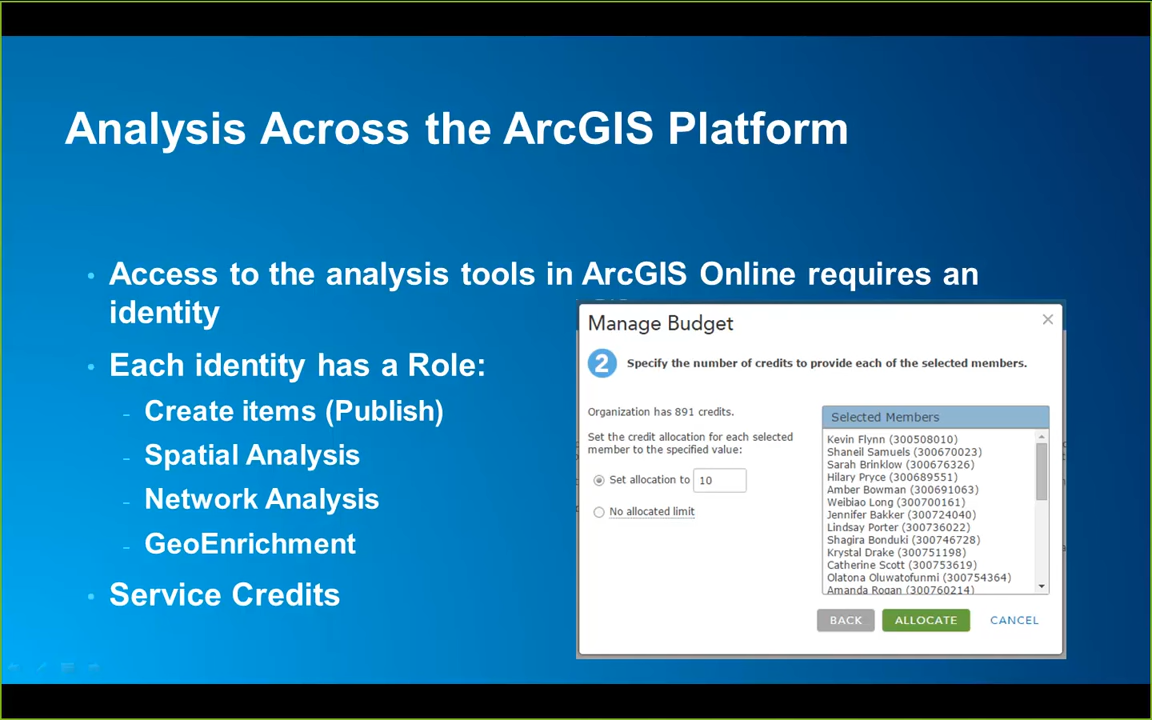 Analysis Across the ArcGIS Platform
• Access to the analysis tools in ArcGIS Online requires an
identity
• Each identity has a Role:
- Create items (Publish)
- Spatial Analysis
- Network Analysis
- GeoEnrichment
• Service Credits
Manage Budget
2 Specify the number of credits to provide each of the selected members.
Organization has 891 credits.
Set the credit allocation for each selected
member to the specified value:
Set allocation to 10
No allocated limit
Selected Members
Kevin Flynn (300508010)
Shaneil Samuels (300670023)
Sarah Brinklow (300676326)
Hilary Pryce (300689551)
Amber Bowman (300691063)
Weibiao Long (300700161)
Jennifer Bakker (300724040)
Lindsay Porter (300736022)
Shagira Bonduki (300746728)
Krystal Drake (300751198)
Catherine Scott (300753619)
Olatona Oluwatofunmi (300754364)
Amanda Rogan (300760214)
BACK ALLOCATE CANCEL